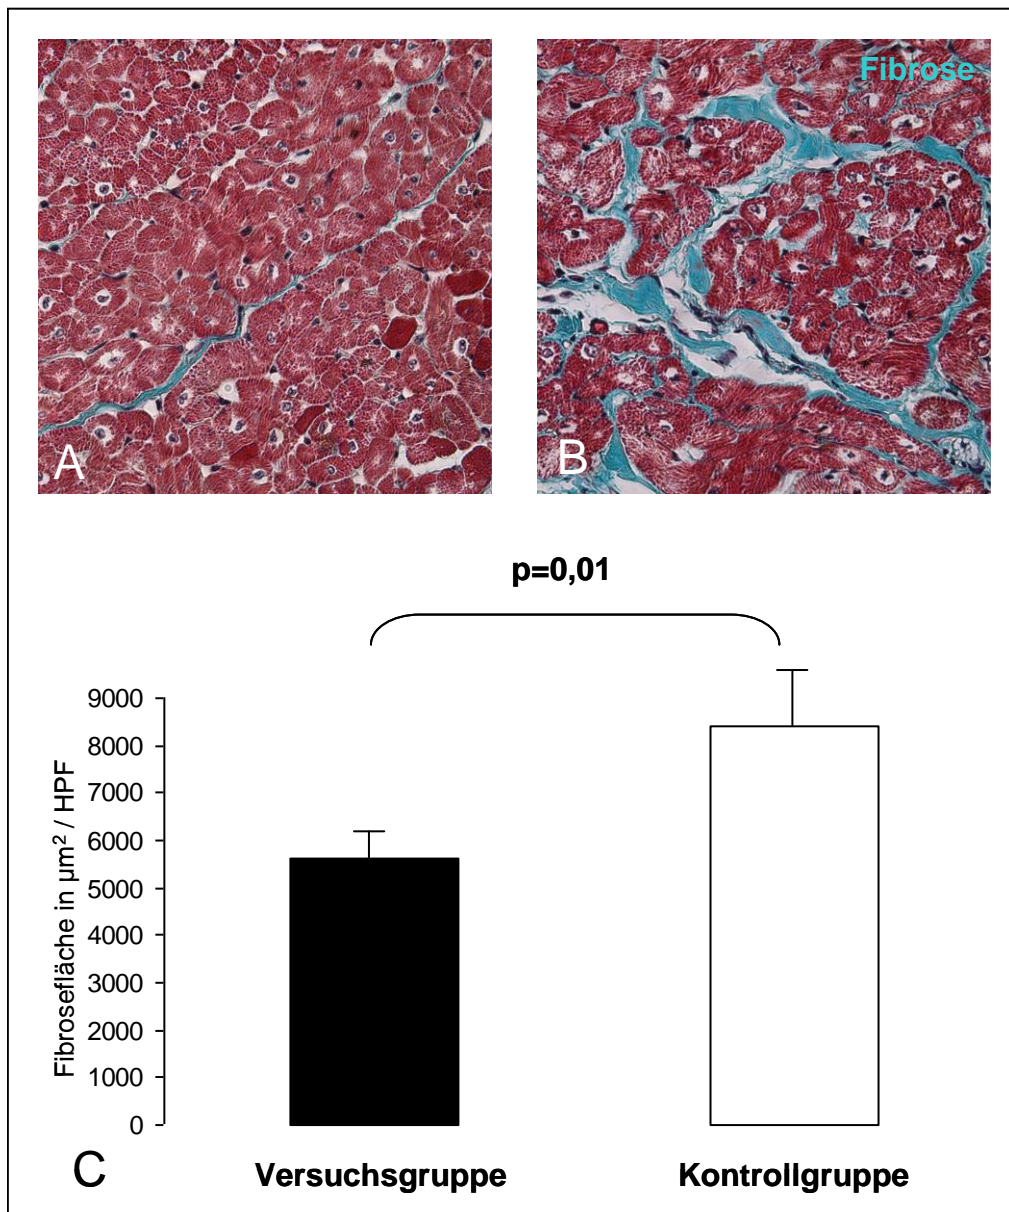 Fibrose
A
B
p=0,01
9000
8000
7000
6000
5000
4000
3000
2000
1000
0
Fibrosefläche in µm² / HPF
C
Versuchsgruppe
Kontrollgruppe